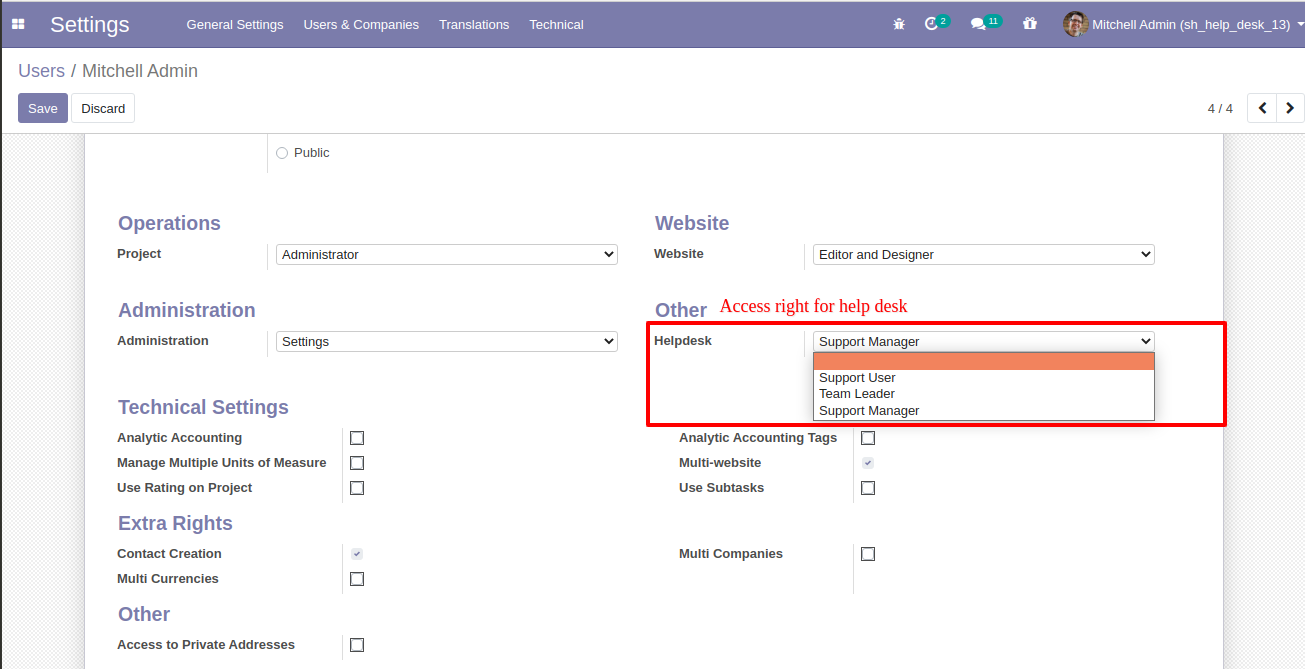 Settings General Settings Users & Companies Translations Technical 2 11 Mitchell Admin (sh_help_desk_13)
Users / Mitchell Admin
Save Discard 4 / 4
Public
Operations Website
Project Administrator Website Editor and Designer
Administration Other Access right for help desk
Administration Settings Helpdesk Support Manager
Support User
Team Leader
Support Manager
Technical Settings
Analytic Accounting Analytic Accounting Tags
Manage Multiple Units of Measure Multi-website
Use Rating on Project Use Subtasks
Extra Rights
Contact Creation Multi Companies
Multi Currencies
Other
Access to Private Addresses